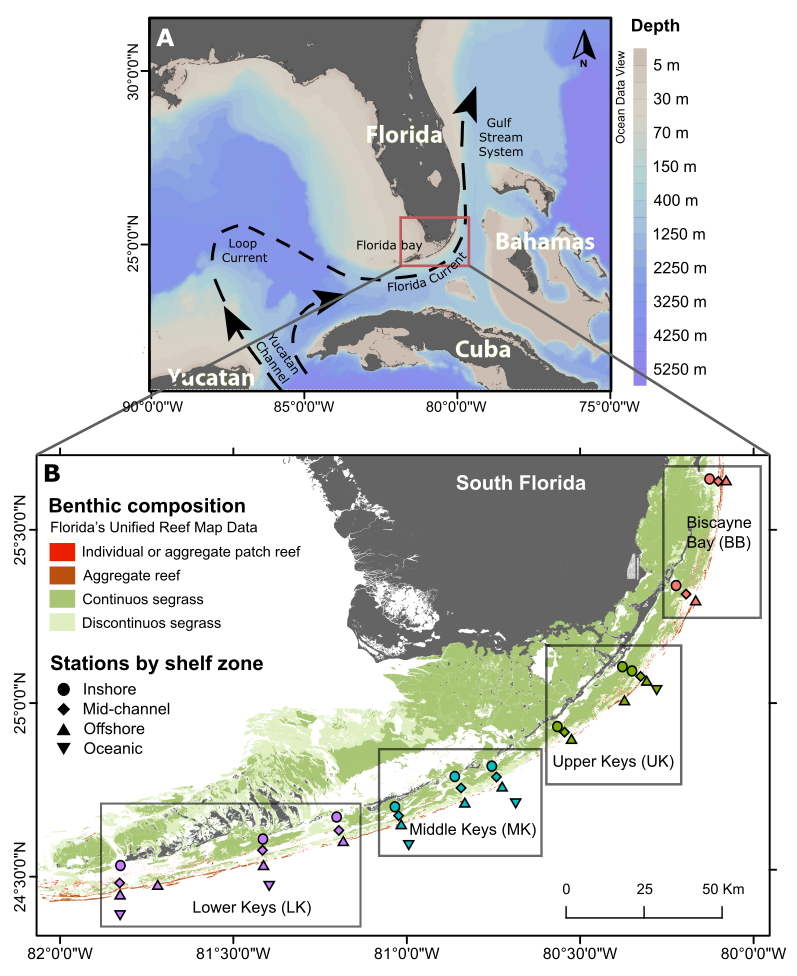 A
30°0'0"N
25°0'0"N
Florida
Gulf
Stream
System
Loop
Current
Florida bay
Bahamas
Florida Current
Yucatan
Channel
Cuba
Yucatan
N
90°0'0"W
85°0'0"W
80°0'0"W
75°0'0"W
Depth
Ocean Data View
5 m
30 m
70 m
150 m
400 m
1250 m
2250 m
3250 m
4250 m
5250 m
B
South Florida
Benthic composition
Florida's Unified Reef Map Data
Individual or aggregate patch reef
Aggregate reef
Continuos segrass
Discontinuos segrass
Stations by shelf zone
Inshore
Mid-channel
Offshore
Oceanic
Biscayne
Bay (BB)
Upper Keys (UK)
Middle Keys (MK)
Lower Keys (LK)
0 25 50 Km
25°30'0"N
25°0'0"N
24°30'0"N
82°0'0"W
81°30'0"W
81°0'0"W
80°30'0"W
80°0'0"W